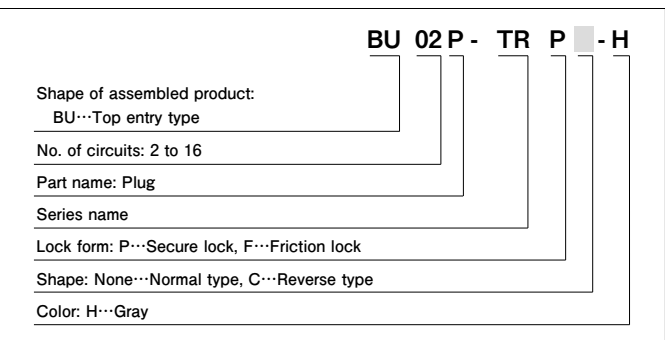 BU 02 P - TR P - H
Shape of assembled product:
BU…Top entry type
No. of circuits: 2 to 16
Part name: Plug
Series name
Lock form: P…Secure lock, F…Friction lock
Shape: None…Normal type, C…Reverse type
Color: H…Gray